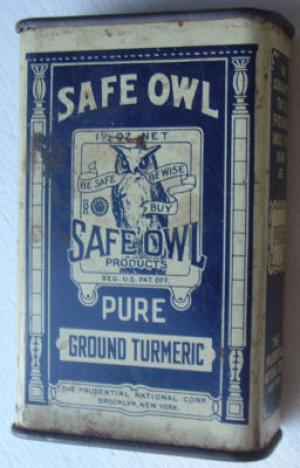 SAFE OWL
1½ OZ. NET
BE SAFE BE WISE
BUY
SAFE OWL
PRODUCTS
REG. U.S. PAT. OFF.
PURE
GROUND TURMERIC
THE PRUDENTIAL NATIONAL CORP.
BROOKLYN, NEW YORK.